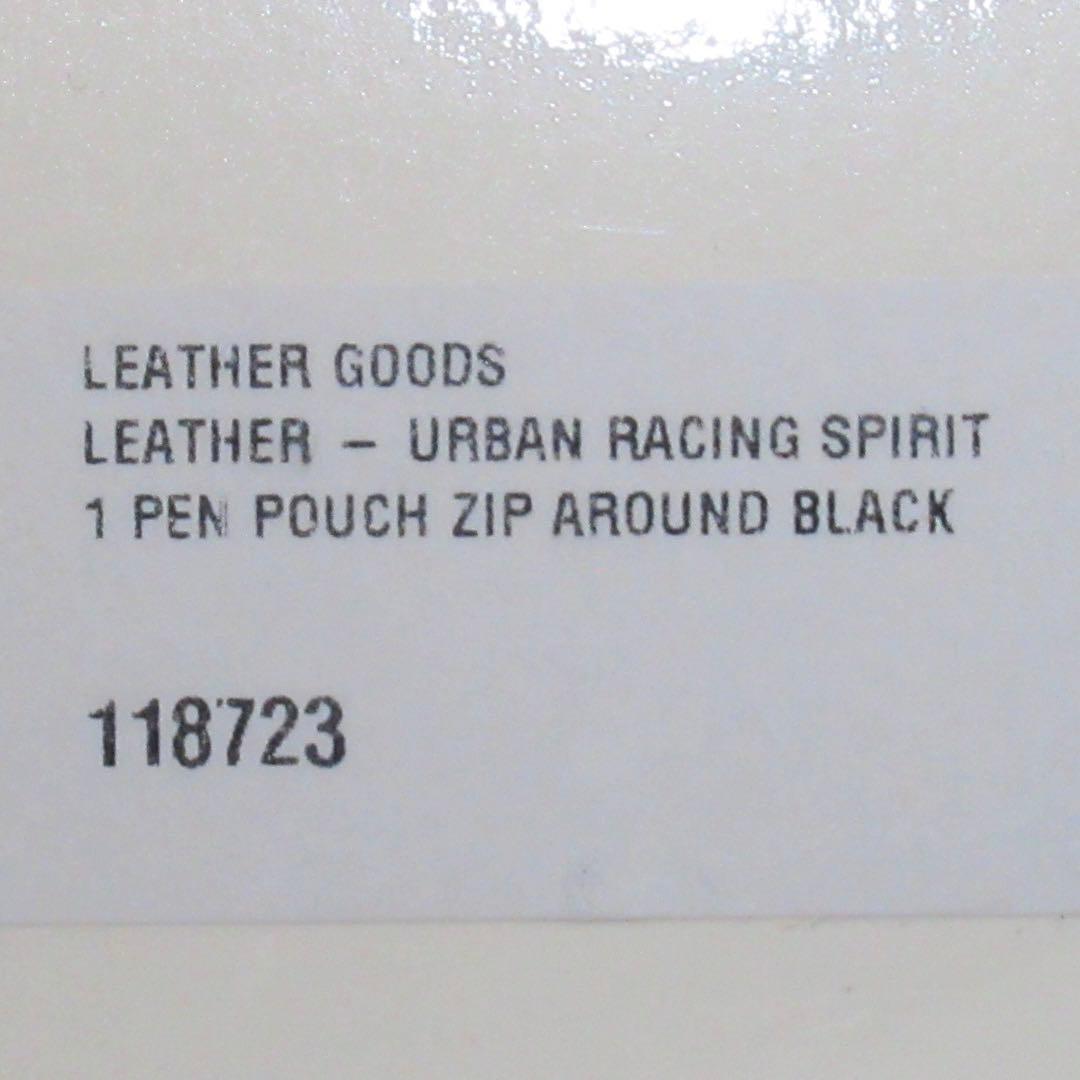 LEATHER GOODS
LEATHER – URBAN RACING SPIRIT
1 PEN POUCH ZIP AROUND BLACK
118723